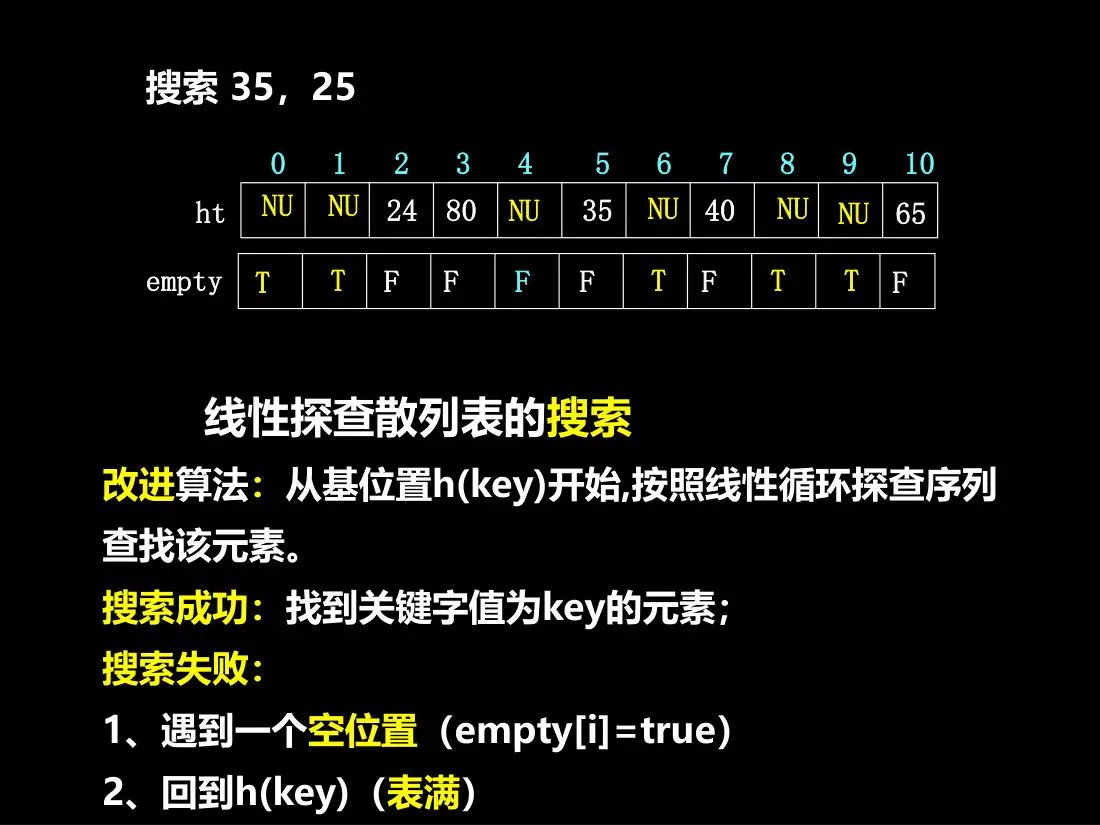 搜索 35，25
0 1 2 3 4 5 6 7 8 9 10
ht NU NU 24 80 NU 35 NU 40 NU NU 65
empty T T F F F F T F T T F
线性探查散列表的搜索
改进算法：从基位置h(key)开始,按照线性循环探查序列
查找该元素。
搜索成功：找到关键字值为key的元素；
搜索失败：
1、遇到一个空位置（empty[i]=true）
2、回到h(key)（表满）